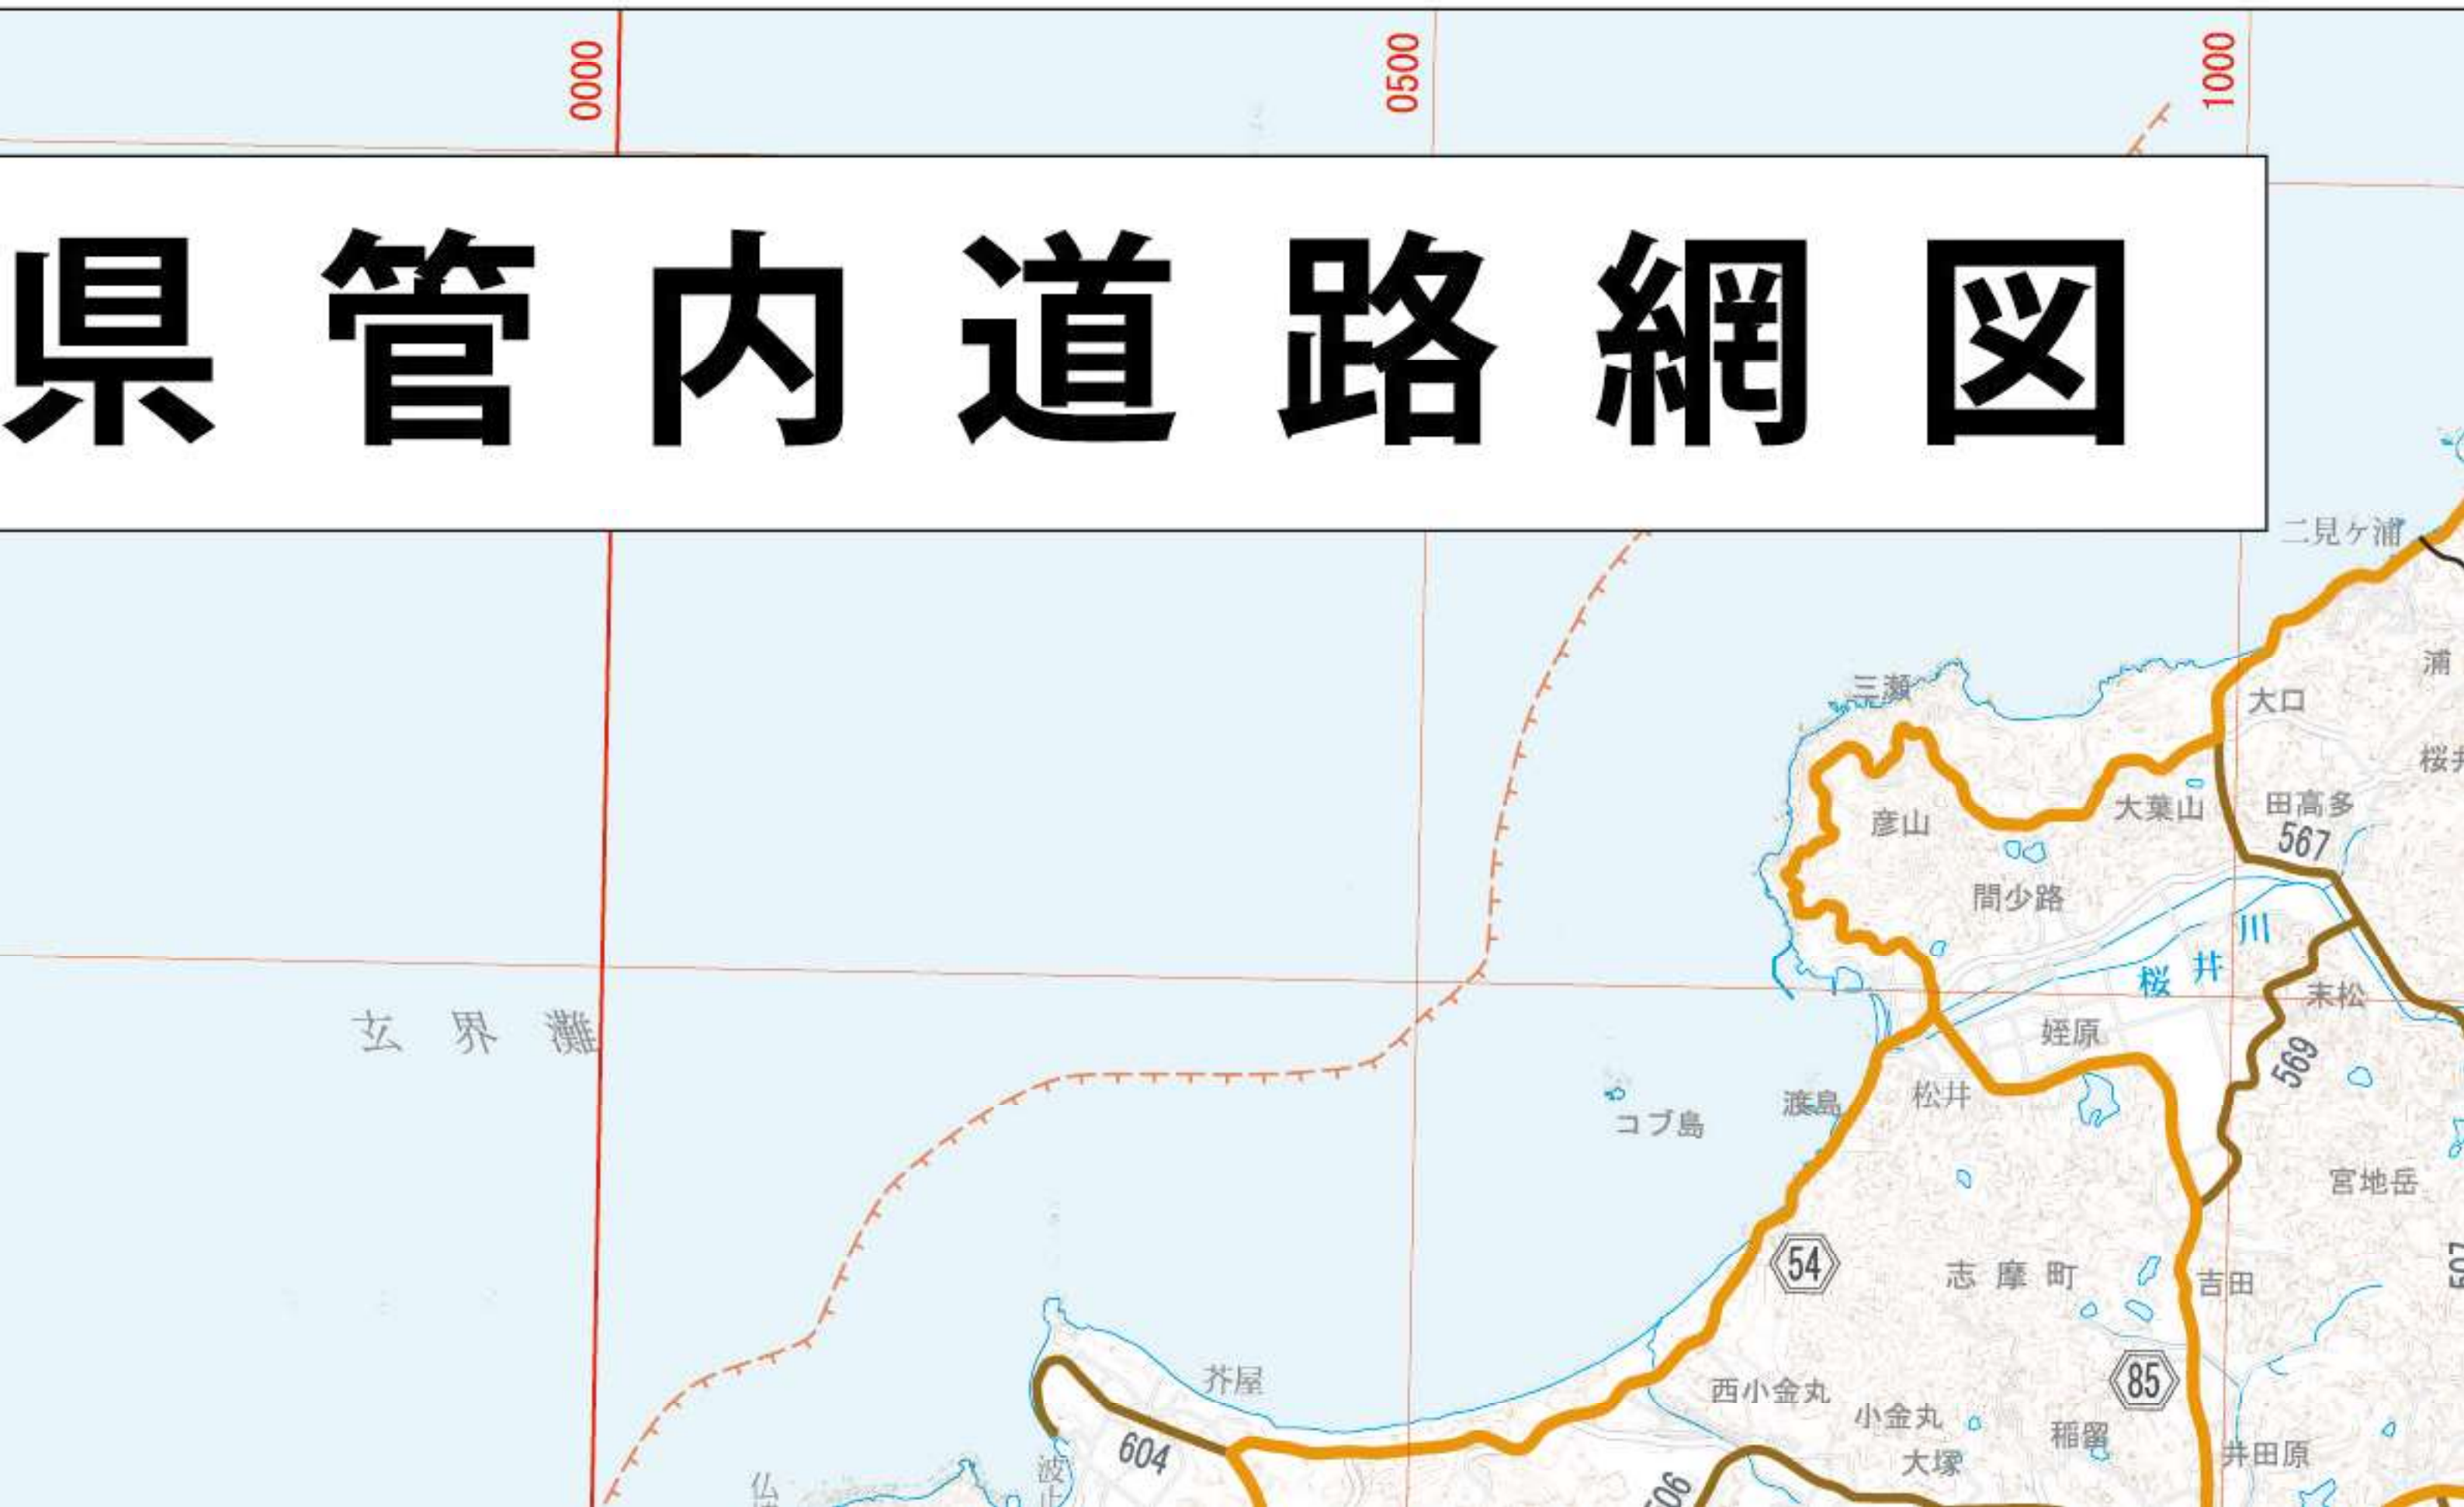 0000
0500
1000
県管内道路網図
二見ケ浦
浦
三瀬
大口
彦山
大葉山
田高多
567
間少路
桜井川
末松
玄界灘
姪原
569
コブ島
渡島
松井
宮地岳
54
志摩町
吉田
芥屋
西小金丸
85
小金丸
稲留
604
大塚
井田原